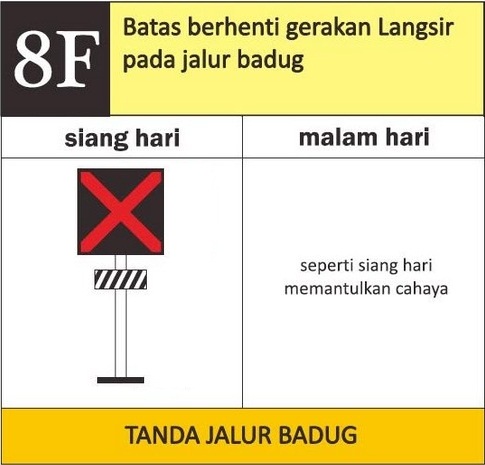 8F
Batas berhenti gerakan Langsir
pada jalur badug
siang hari
malam hari
seperti siang hari
memantulkan cahaya
TANDA JALUR BADUG